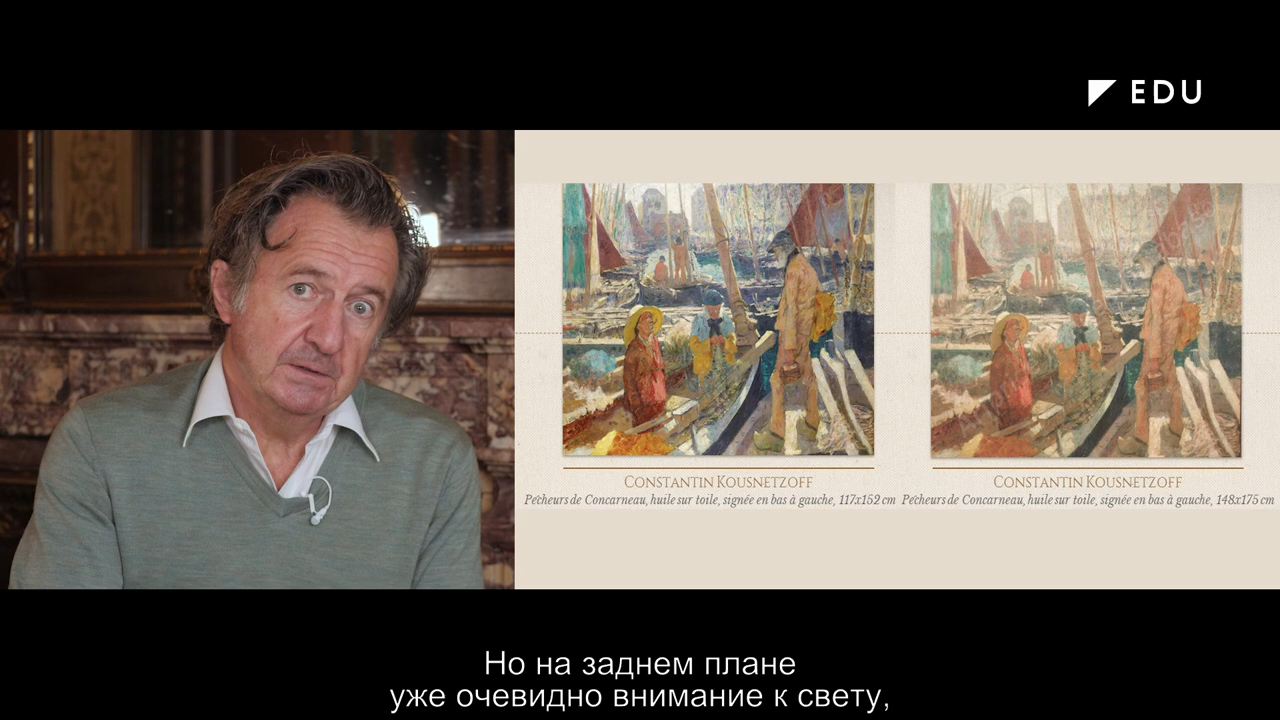 EDU
CONSTANTIN KOUSNETZOFF
Pêcheurs de Concarneau, huile sur toile, signée en bas à gauche, 117x152 cm
CONSTANTIN KOUSNETZOFF
Pêcheurs de Concarneau, huile sur toile, signée en bas à gauche, 148x175 cm
Но на заднем плане
уже очевидно внимание к свету,